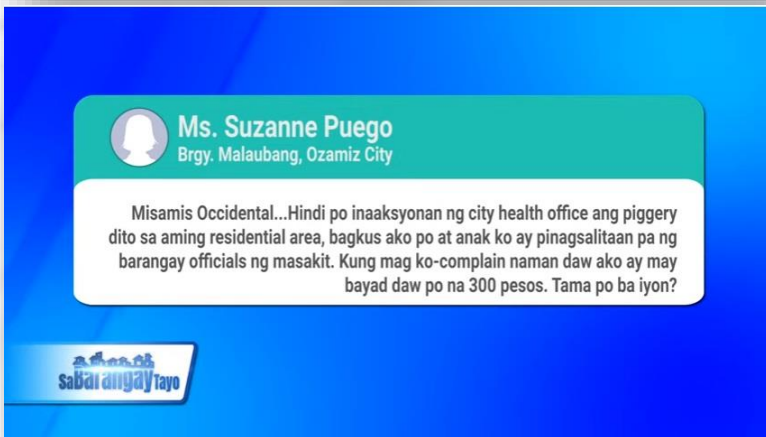 Ms. Suzanne Puego
Brgy. Malaubang, Ozamiz City
Misamis Occidental...Hindi po inaaksyonan ng city health office ang piggery
dito sa aming residential area, bagkus ako po at anak ko ay pinagsalitaan pa ng
barangay officials ng masakit. Kung mag ko-complain naman daw ako ay may
bayad daw po na 300 pesos. Tama po ba iyon?
SaBarangayTayo